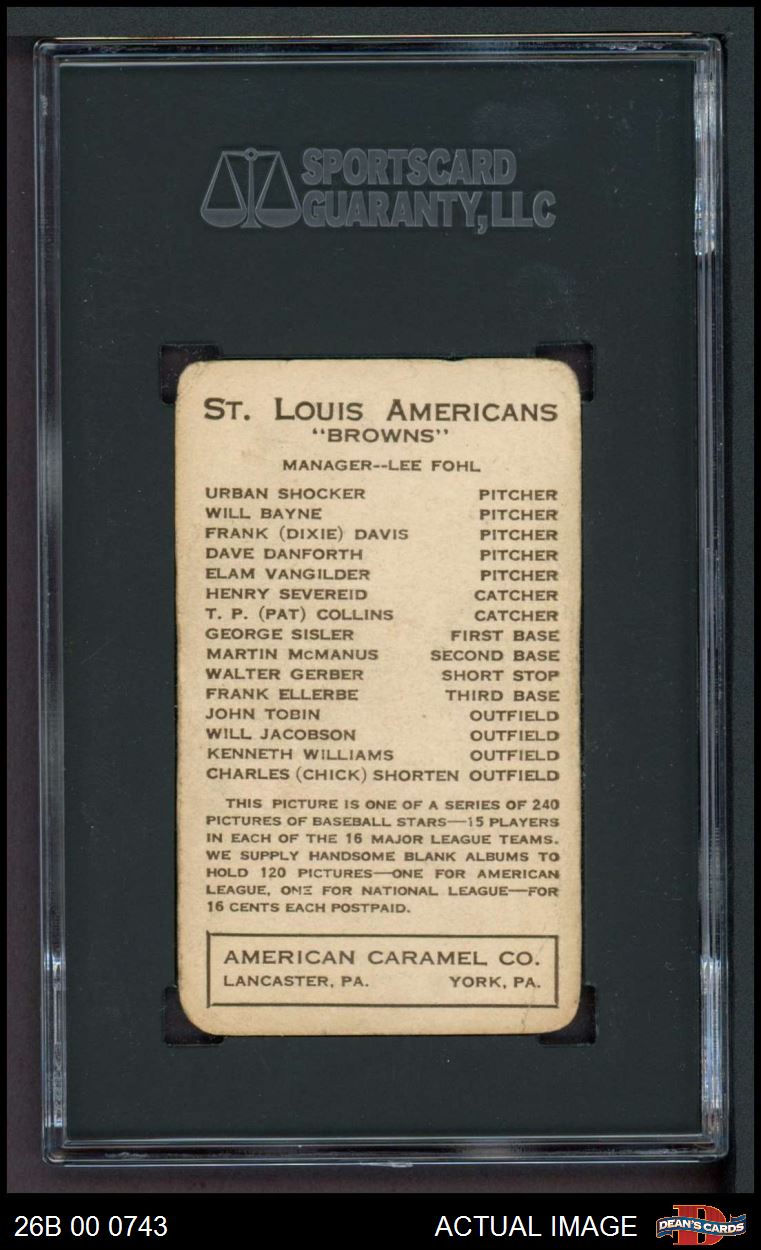 SPORTSCARD
GUARANTY, LLC
ST. LOUIS AMERICANS
"BROWNS"
MANAGER--LEE FOHL
URBAN SHOCKER PITCHER
WILL BAYNE PITCHER
FRANK (DIXIE) DAVIS PITCHER
DAVE DANFORTH PITCHER
ELAM VANGILDER PITCHER
HENRY SEVEREID CATCHER
T. P. (PAT) COLLINS CATCHER
GEORGE SISLER FIRST BASE
MARTIN McMANUS SECOND BASE
WALTER GERBER SHORT STOP
FRANK ELLERBE THIRD BASE
JOHN TOBIN OUTFIELD
WILL JACOBSON OUTFIELD
KENNETH WILLIAMS OUTFIELD
CHARLES (CHICK) SHORTEN OUTFIELD
THIS PICTURE IS ONE OF A SERIES OF 240
PICTURES OF BASEBALL STARS—15 PLAYERS
IN EACH OF THE 16 MAJOR LEAGUE TEAMS.
WE SUPPLY HANDSOME BLANK ALBUMS TO
HOLD 120 PICTURES—ONE FOR AMERICAN
LEAGUE, ONE FOR NATIONAL LEAGUE—FOR
16 CENTS EACH POSTPAID.
AMERICAN CARAMEL CO.
LANCASTER, PA. YORK, PA.
26B 00 0743 ACTUAL IMAGE DEAN'S CARDS